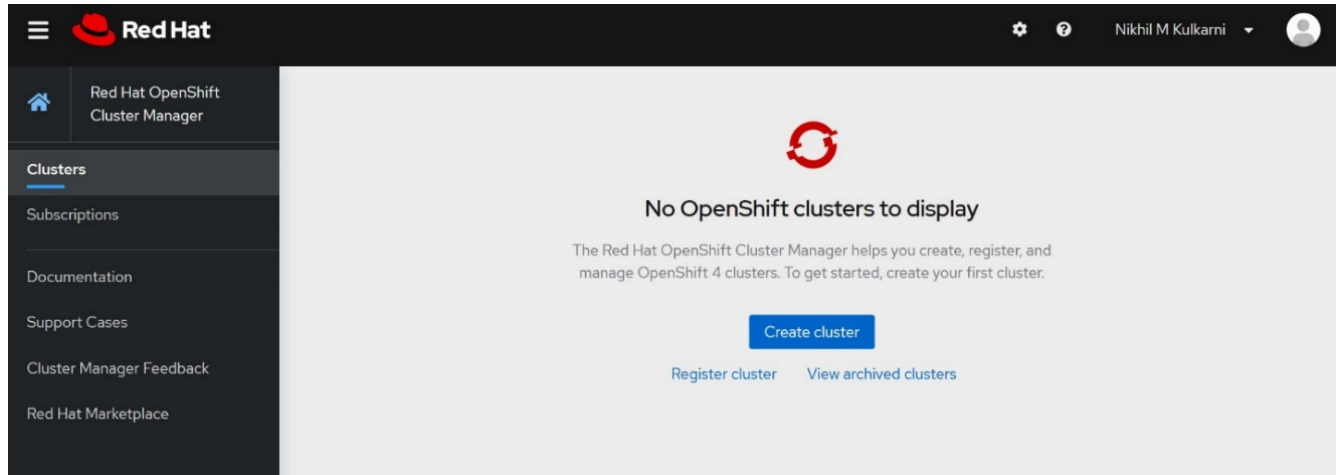 Red Hat
Nikhil M Kulkarni
Red Hat OpenShift
Cluster Manager
Clusters
Subscriptions
Documentation
Support Cases
Cluster Manager Feedback
Red Hat Marketplace
No OpenShift clusters to display
The Red Hat OpenShift Cluster Manager helps you create, register, and
manage OpenShift 4 clusters. To get started, create your first cluster.
Create cluster
Register cluster View archived clusters